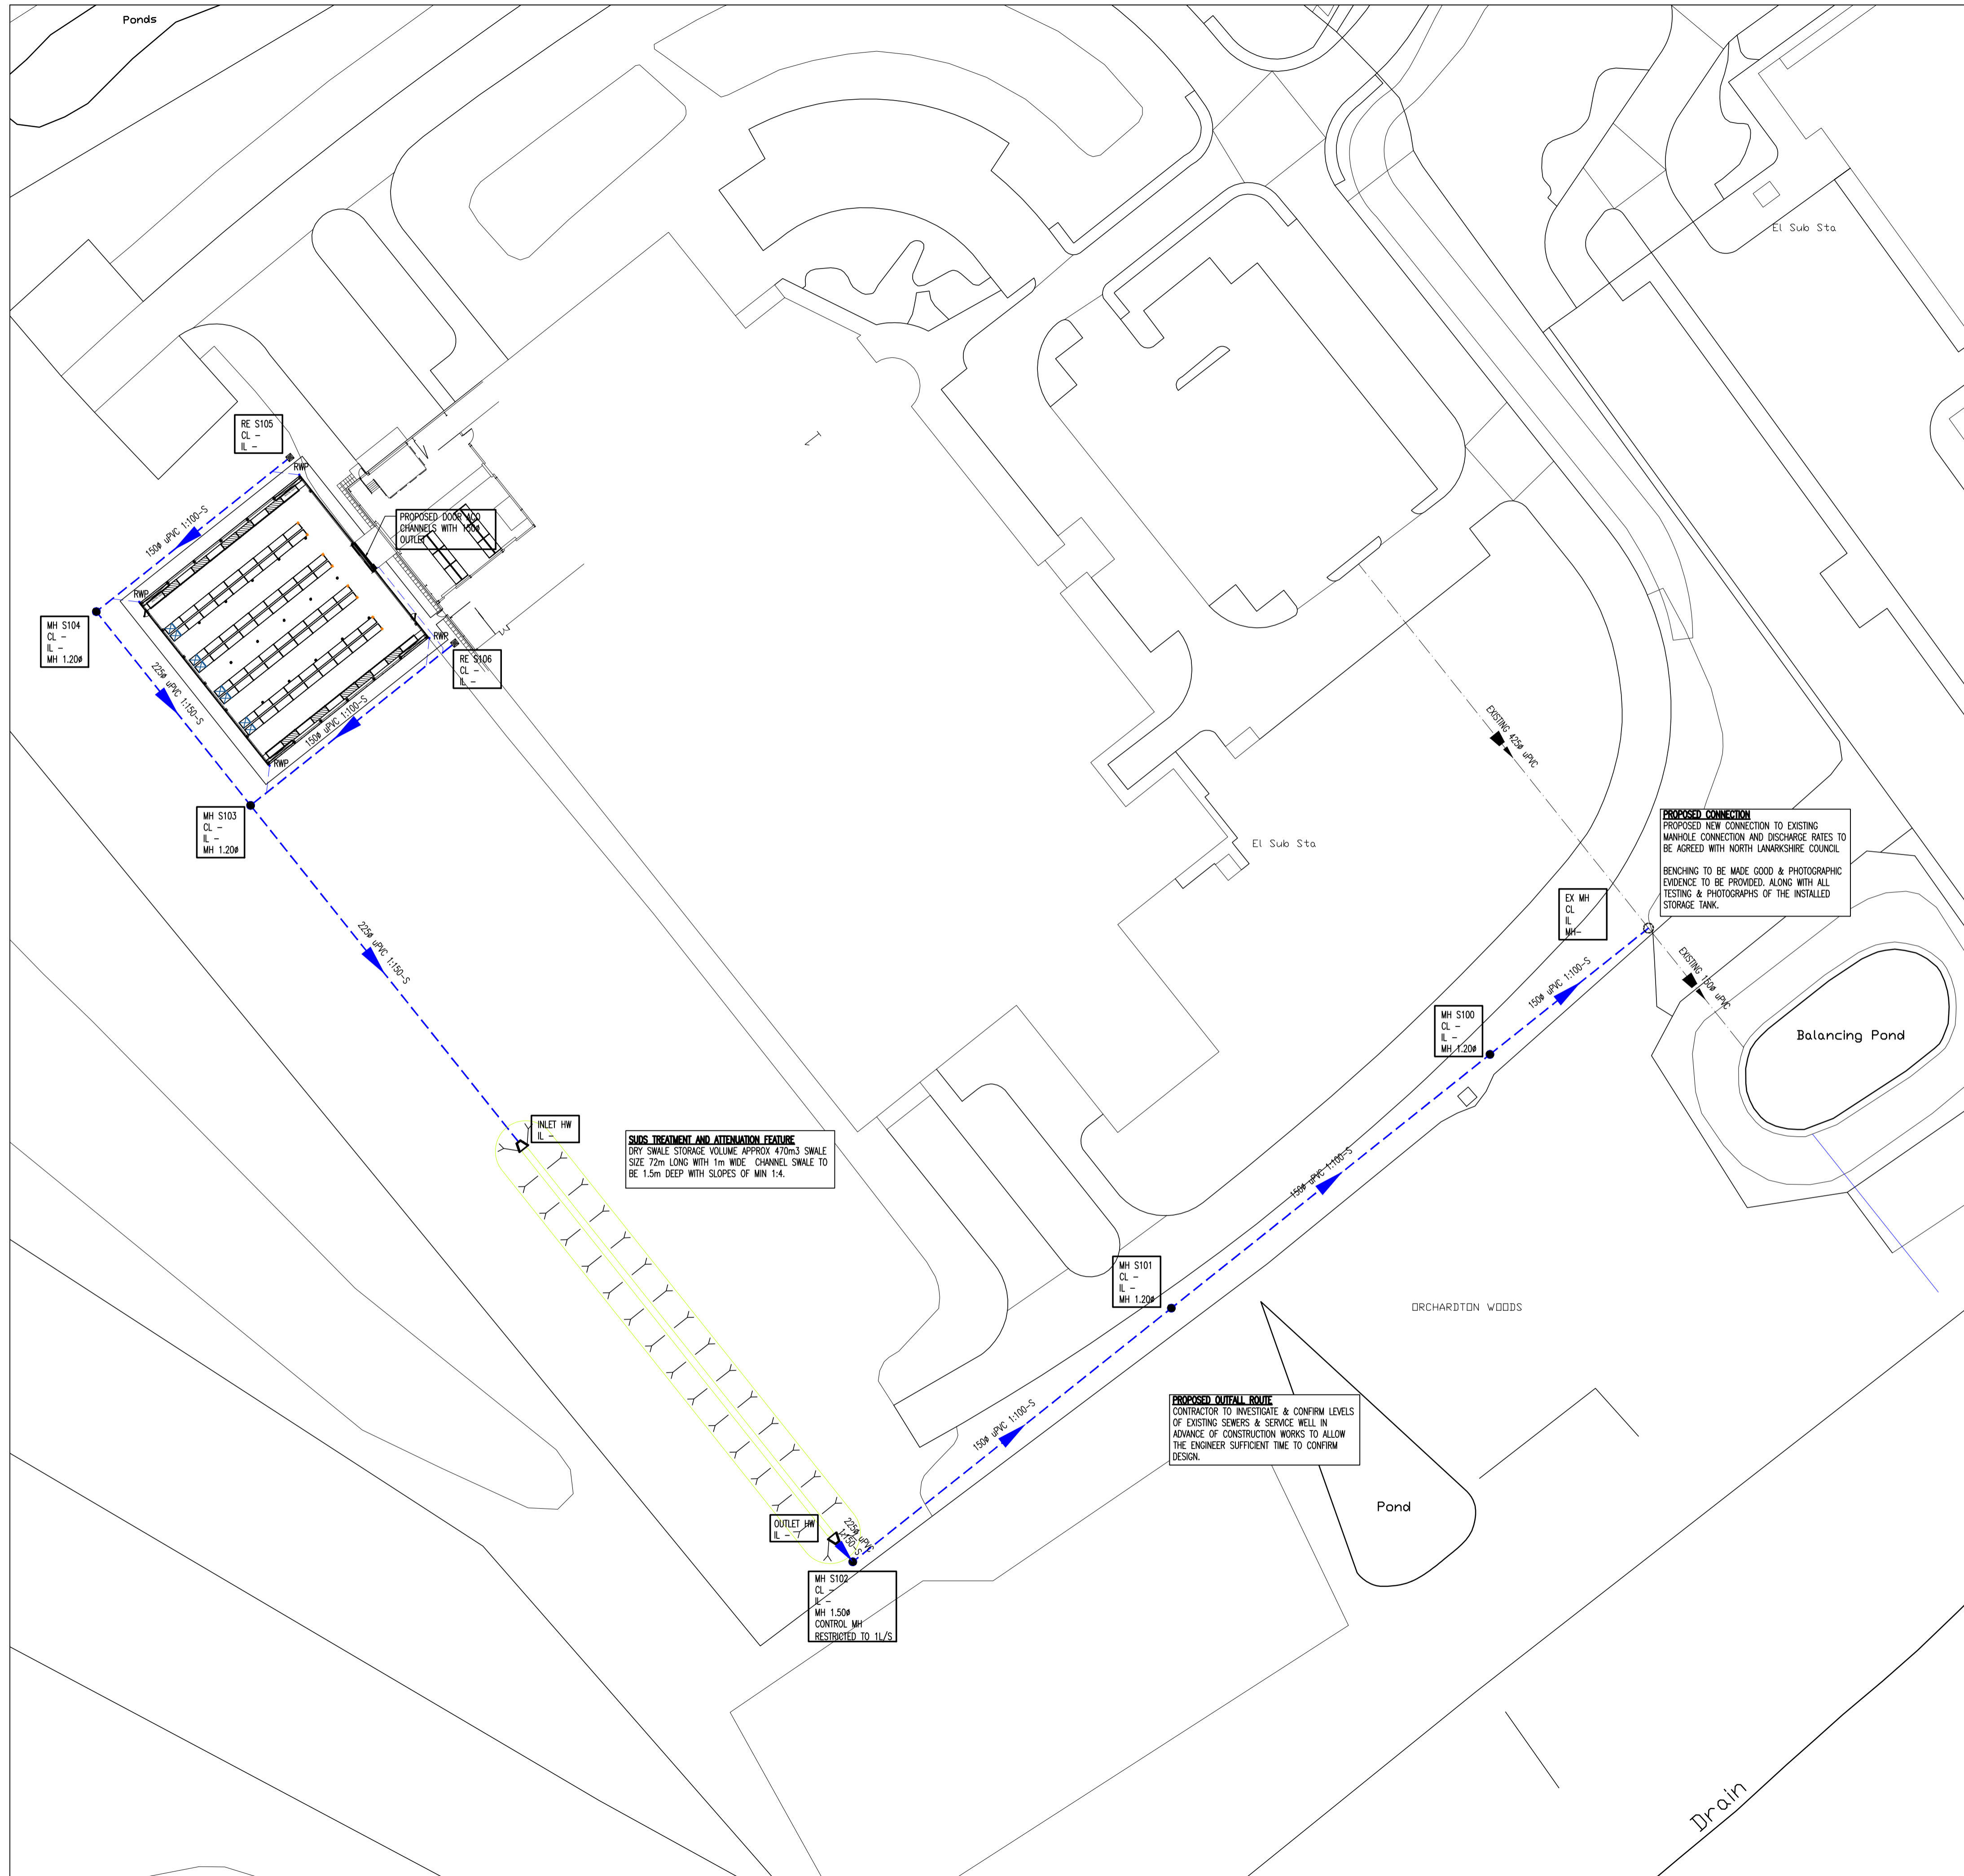 Ponds
El Sub Sta
RE S105
CL -
IL -
RWP
150ø uPVC 1:100-S
PROPOSED DOOR ACO
CHANNELS WITH 150ø
OUTLET
1
RWP
MH S104
CL -
IL -
MH 1.20ø
RWP
RE S106
CL -
IL -
225ø uPVC 1:150-S
150ø uPVC 1:100-S
RWP
MH S103
CL -
IL -
MH 1.20ø
EXISTING 425ø uPVC
El Sub Sta
PROPOSED CONNECTION
PROPOSED NEW CONNECTION TO EXISTING
MANHOLE CONNECTION AND DISCHARGE RATES TO
BE AGREED WITH NORTH LANARKSHIRE COUNCIL
BENCHING TO BE MADE GOOD & PHOTOGRAPHIC
EVIDENCE TO BE PROVIDED. ALONG WITH ALL
TESTING & PHOTOGRAPHS OF THE INSTALLED
STORAGE TANK.
EX MH
CL
IL
MH-
225ø uPVC 1:150-S
EXISTING 150ø uPVC
150ø uPVC 1:100-S
MH S100
CL -
IL -
MH 1.20ø
Balancing Pond
INLET HW
IL -
SUDS TREATMENT AND ATTENUATION FEATURE
DRY SWALE STORAGE VOLUME APPROX 470m3 SWALE
SIZE 72m LONG WITH 1m WIDE CHANNEL SWALE TO
BE 1.5m DEEP WITH SLOPES OF MIN 1:4.
150ø uPVC 1:100-S
MH S101
CL -
IL -
MH 1.20ø
ORCHARDTON WOODS
PROPOSED OUTFALL ROUTE
CONTRACTOR TO INVESTIGATE & CONFIRM LEVELS
OF EXISTING SEWERS & SERVICE WELL IN
ADVANCE OF CONSTRUCTION WORKS TO ALLOW
THE ENGINEER SUFFICIENT TIME TO CONFIRM
DESIGN.
150ø uPVC 1:100-S
Pond
OUTLET HW
IL -
225ø uPVC
1:150-S
MH S102
CL -
IL -
MH 1.50ø
CONTROL MH
RESTRICTED TO 1L/S
Drain